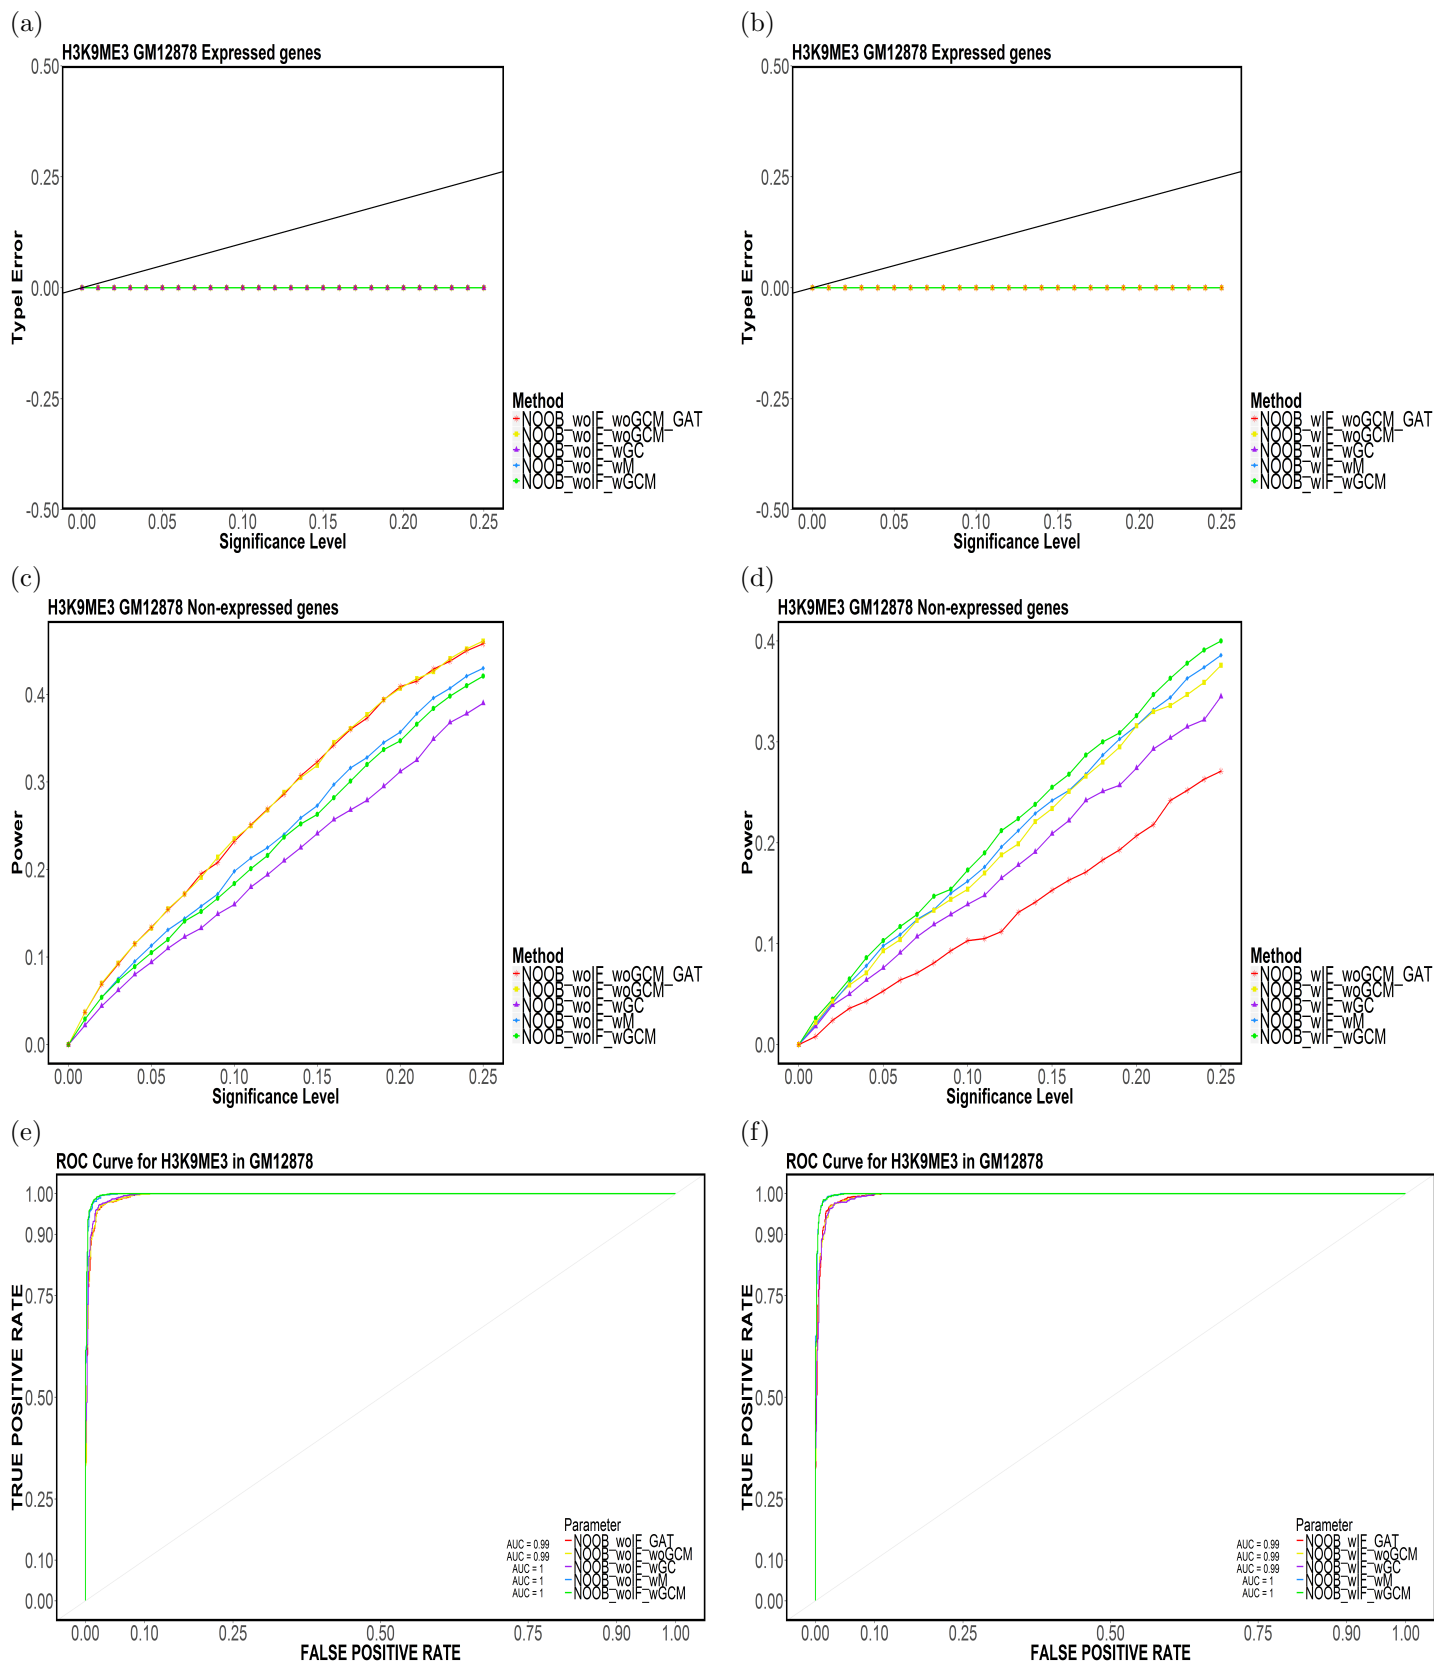 (a)
H3K9ME3 GM12878 Expressed genes
0.50
0.25
0.00
-0.25
-0.50
TypeI Error
0.00 0.05 0.10 0.15 0.20 0.25
Significance Level
Method
NOOB_woIF_woGCM_GAT
NOOB_woIF_woGCM
NOOB_woIF_wGC
NOOB_woIF_wM
NOOB_woIF_wGCM
(b)
H3K9ME3 GM12878 Expressed genes
0.50
0.25
0.00
-0.25
-0.50
TypeI Error
0.00 0.05 0.10 0.15 0.20 0.25
Significance Level
Method
NOOB_wIF_woGCM_GAT
NOOB_wIF_woGCM
NOOB_wIF_wGC
NOOB_wIF_wM
NOOB_wIF_wGCM
(c)
H3K9ME3 GM12878 Non-expressed genes
0.4
0.3
0.2
0.1
0.0
Power
0.00 0.05 0.10 0.15 0.20 0.25
Significance Level
Method
NOOB_woIF_woGCM_GAT
NOOB_woIF_woGCM
NOOB_woIF_wGC
NOOB_woIF_wM
NOOB_woIF_wGCM
(d)
H3K9ME3 GM12878 Non-expressed genes
0.4
0.3
0.2
0.1
0.0
Power
0.00 0.05 0.10 0.15 0.20 0.25
Significance Level
Method
NOOB_wIF_woGCM_GAT
NOOB_wIF_woGCM
NOOB_wIF_wGC
NOOB_wIF_wM
NOOB_wIF_wGCM
(e)
ROC Curve for H3K9ME3 in GM12878
1.00
0.90
0.75
0.50
0.25
0.10
0.00
TRUE POSITIVE RATE
0.00 0.10 0.25 0.50 0.75 0.90 1.00
FALSE POSITIVE RATE
Parameter
AUC = 0.99 NOOB_woIF_GAT
AUC = 0.99 NOOB_woIF_woGCM
AUC = 1 NOOB_woIF_wGC
AUC = 1 NOOB_woIF_wM
AUC = 1 NOOB_woIF_wGCM
(f)
ROC Curve for H3K9ME3 in GM12878
1.00
0.90
0.75
0.50
0.25
0.10
0.00
TRUE POSITIVE RATE
0.00 0.10 0.25 0.50 0.75 0.90 1.00
FALSE POSITIVE RATE
Parameter
AUC = 0.99 NOOB_wIF_GAT
AUC = 0.99 NOOB_wIF_woGCM
AUC = 0.99 NOOB_wIF_wGC
AUC = 1 NOOB_wIF_wM
AUC = 1 NOOB_wIF_wGCM